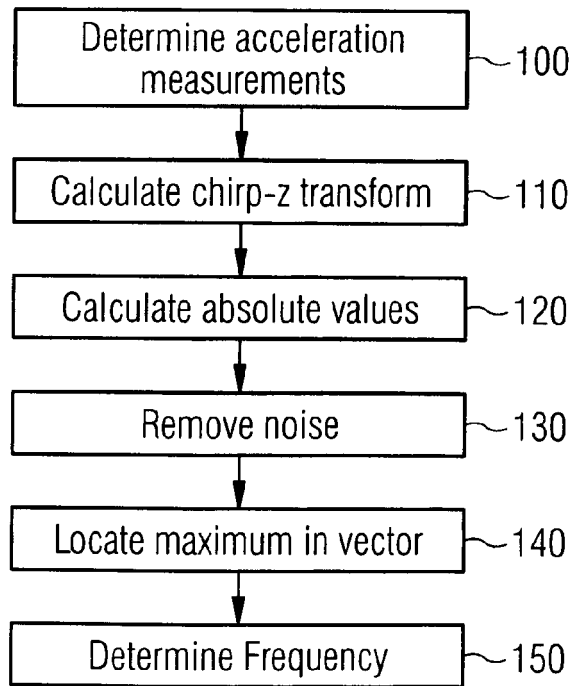 Determine acceleration
measurements
100
Calculate chirp-z transform
110
Calculate absolute values
120
Remove noise
130
Locate maximum in vector
140
Determine Frequency
150